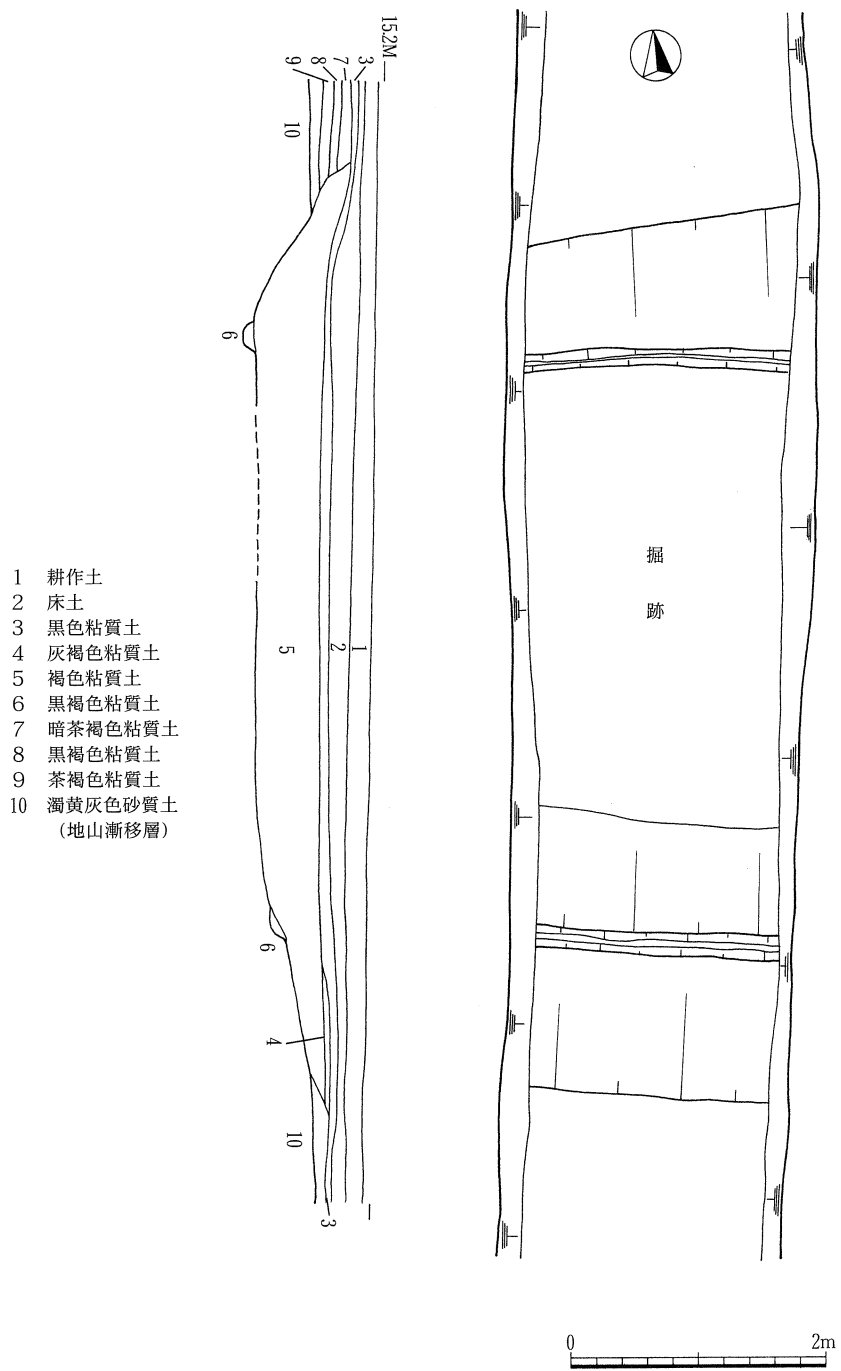 15.2M
3
7
8
9
10
6
5
2
1
6
4
10
3
掘
跡
1 耕作土
2 床土
3 黒色粘質土
4 灰褐色粘質土
5 褐色粘質土
6 黒褐色粘質土
7 暗茶褐色粘質土
8 黒褐色粘質土
9 茶褐色粘質土
10 濁黄灰色砂質土
（地山漸移層）
0 2m